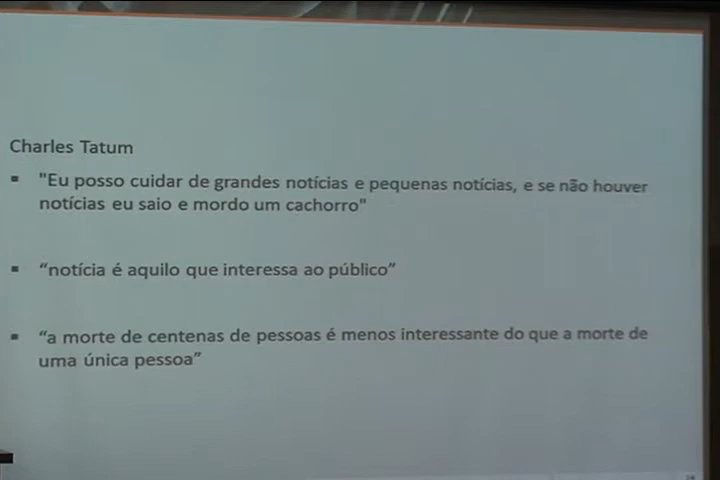 Charles Tatum
▪ "Eu posso cuidar de grandes notícias e pequenas notícias, e se não houver
notícias eu saio e mordo um cachorro"
▪ “notícia é aquilo que interessa ao público”
▪ “a morte de centenas de pessoas é menos interessante do que a morte de
uma única pessoa”